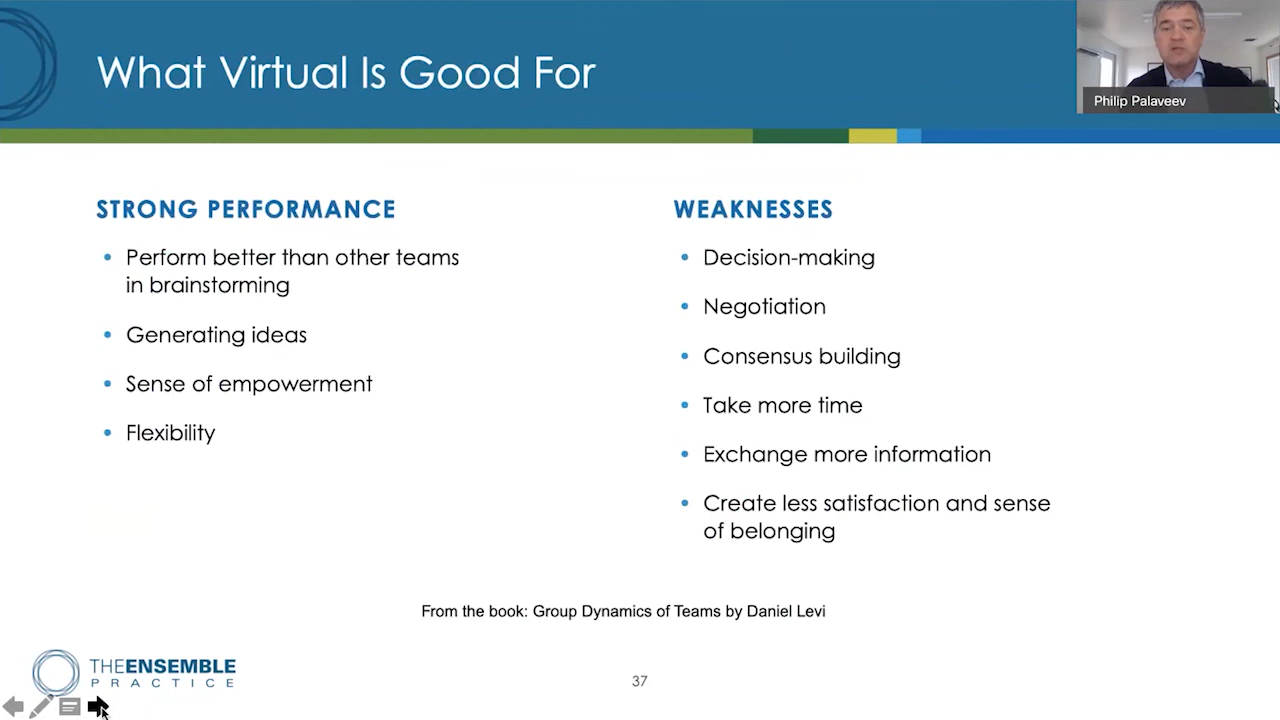 What Virtual Is Good For
Philip Palaveev
STRONG PERFORMANCE
• Perform better than other teams
in brainstorming
• Generating ideas
• Sense of empowerment
• Flexibility
WEAKNESSES
• Decision-making
• Negotiation
• Consensus building
• Take more time
• Exchange more information
• Create less satisfaction and sense
of belonging
From the book: Group Dynamics of Teams by Daniel Levi
THEENSEMBLE
PRACTICE
37